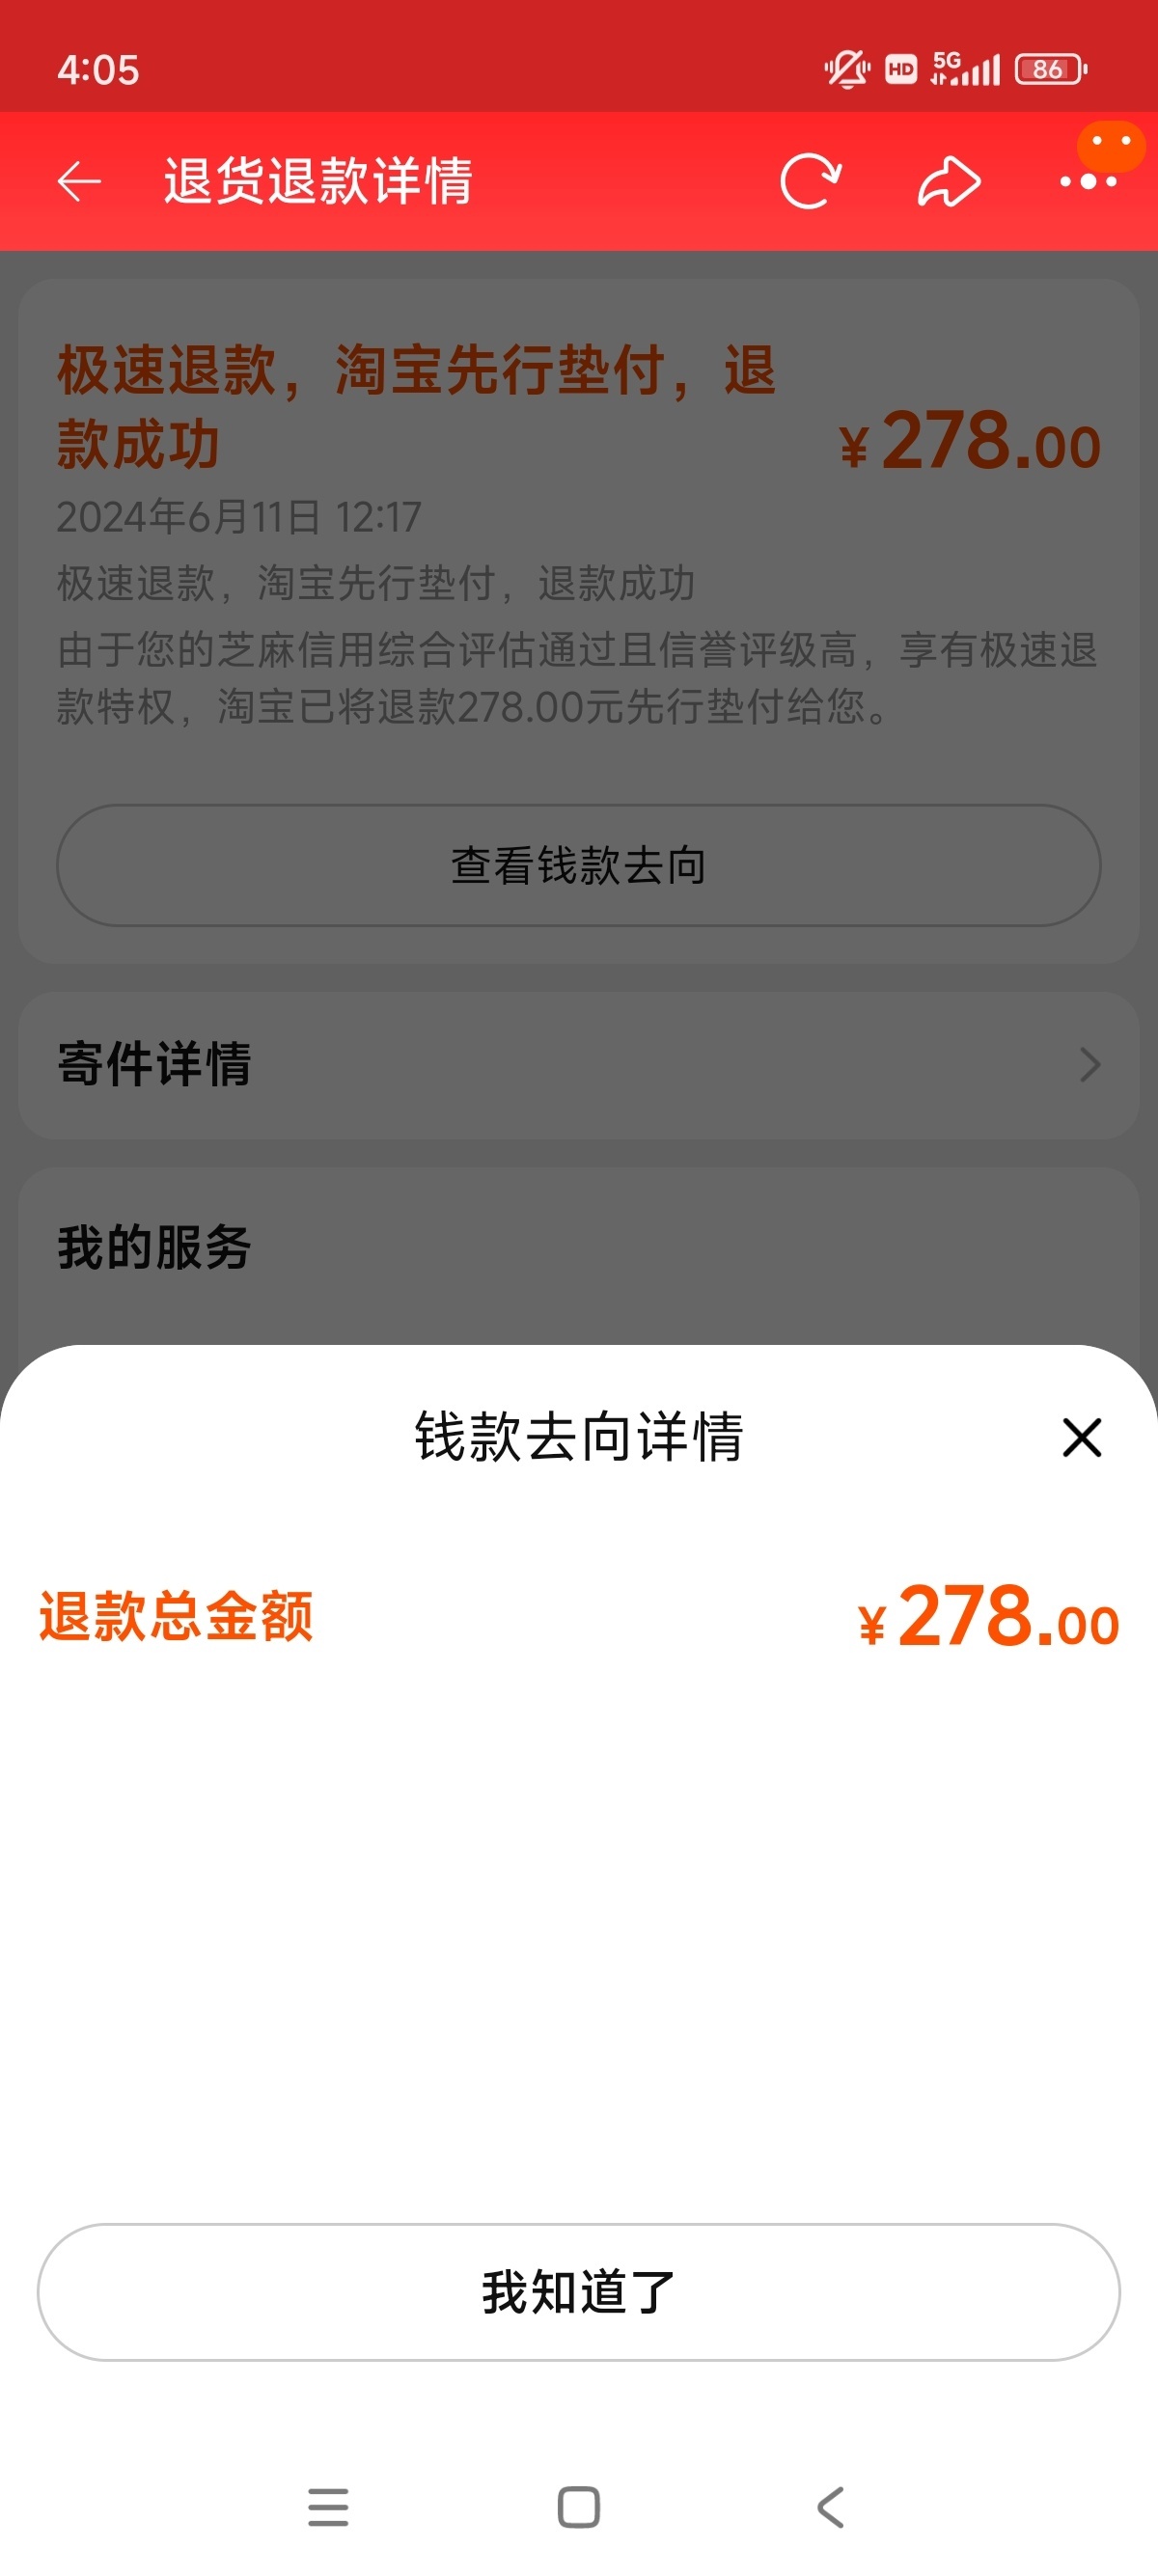 4:05
HD
5G
86
退货退款详情
极速退款，淘宝先行垫付，退
款成功
¥278.00
2024年6月11日 12:17
极速退款，淘宝先行垫付，退款成功
由于您的芝麻信用综合评估通过且信誉评级高，享有极速退
款特权，淘宝已将退款278.00元先行垫付给您。
查看钱款去向
寄件详情
我的服务
钱款去向详情
退款总金额
¥278.00
我知道了